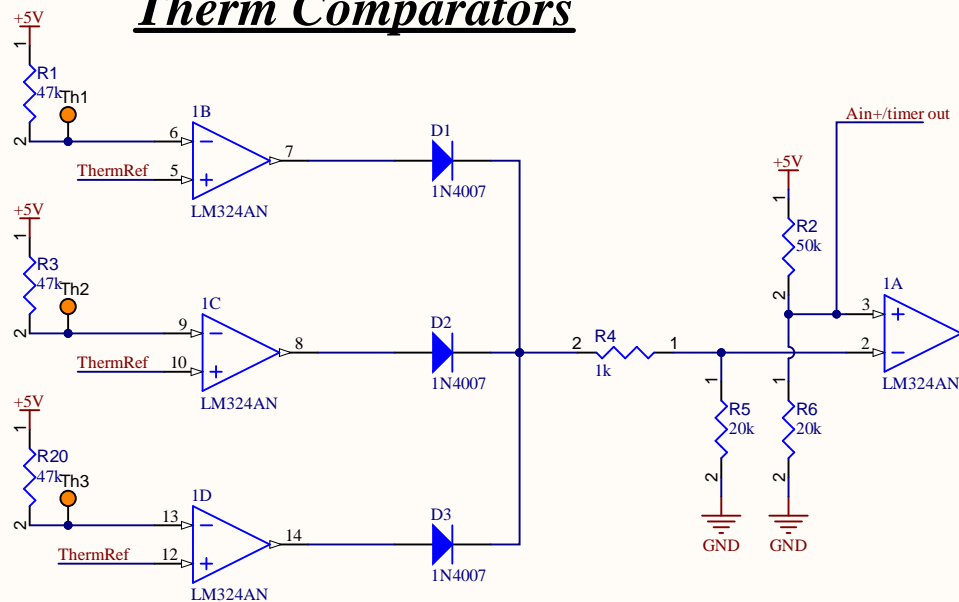 Therm Comparators
+5V
1
R1
47k
Th1
2
1B
6
7
ThermRef
5
LM324AN
D1
1N4007
+5V
1
R3
47k
Th2
2
1C
9
8
ThermRef
10
LM324AN
D2
1N4007
+5V
1
R20
47k
Th3
2
1D
13
14
ThermRef
12
LM324AN
D3
1N4007
2
R4
1
1k
Ain+/timer out
+5V
1
R2
50k
2
1A
3
2
LM324AN
1
R5
20k
2
GND
1
R6
20k
2
GND